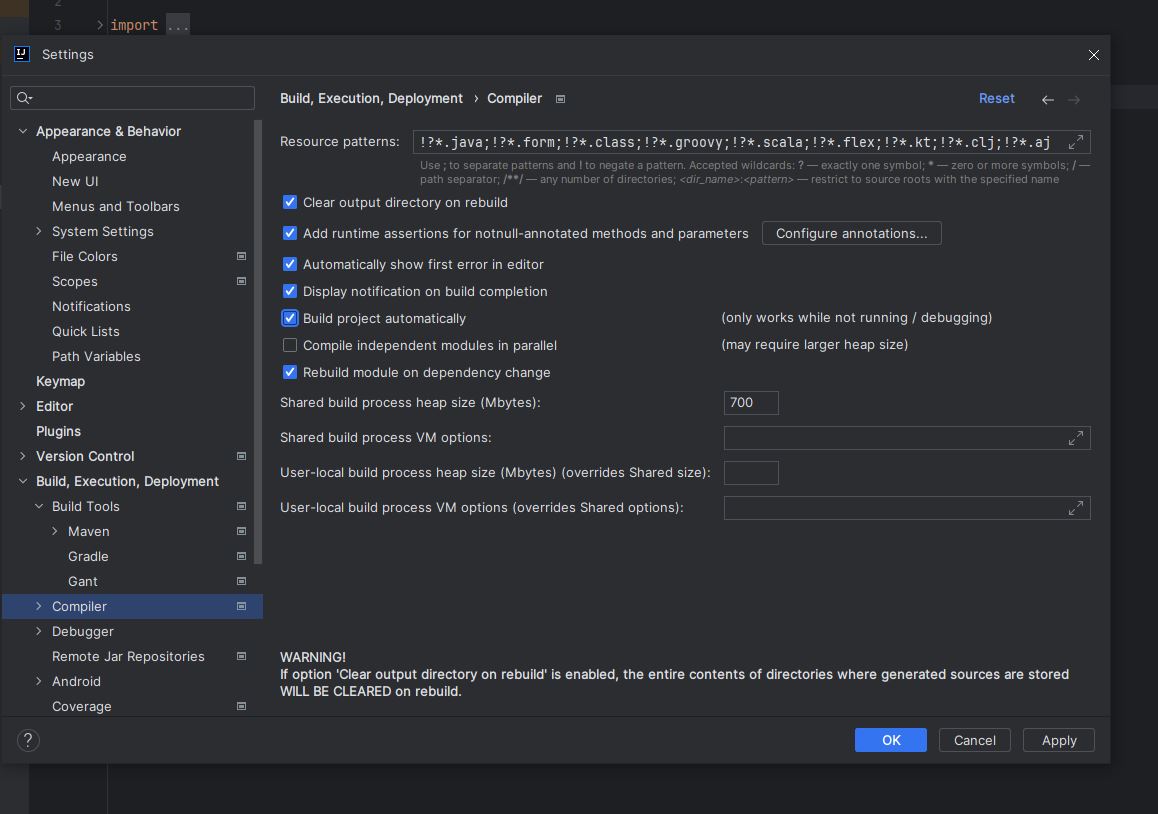 2
3 > import ...
IJ Settings
Build, Execution, Deployment › Compiler Reset
Appearance & Behavior
Appearance
New UI
Menus and Toolbars
System Settings
File Colors
Scopes
Notifications
Quick Lists
Path Variables
Keymap
Editor
Plugins
Version Control
Build, Execution, Deployment
Build Tools
Maven
Gradle
Gant
Compiler
Debugger
Remote Jar Repositories
Android
Coverage
Resource patterns: !?*.java;!?*.form;!?*.class;!?*.groovy;!?*.scala;!?*.flex;!?*.kt;!?*.clj;!?*.aj
Use ; to separate patterns and ! to negate a pattern. Accepted wildcards: ? — exactly one symbol; * — zero or more symbols; / —
path separator; /**/ — any number of directories; <dir_name>:<pattern> — restrict to source roots with the specified name
Clear output directory on rebuild
Add runtime assertions for notnull-annotated methods and parameters Configure annotations...
Automatically show first error in editor
Display notification on build completion
Build project automatically (only works while not running / debugging)
Compile independent modules in parallel (may require larger heap size)
Rebuild module on dependency change
Shared build process heap size (Mbytes): 700
Shared build process VM options:
User-local build process heap size (Mbytes) (overrides Shared size):
User-local build process VM options (overrides Shared options):
WARNING!
If option 'Clear output directory on rebuild' is enabled, the entire contents of directories where generated sources are stored
WILL BE CLEARED on rebuild.
? OK Cancel Apply